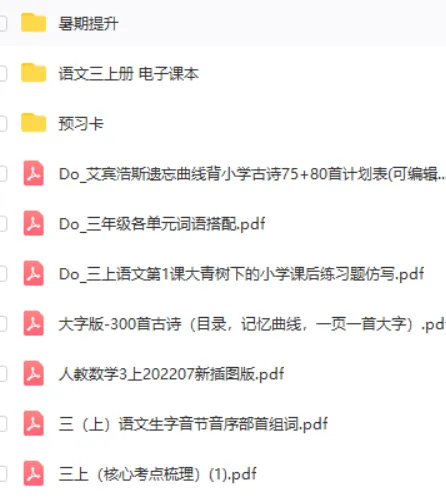 暑期提升
语文三上册 电子课本
预习卡
Do_艾宾浩斯遗忘曲线背小学古诗75+80首计划表(可编辑...
Do_三年级各单元词语搭配.pdf
Do_三上语文第1课大青树下的小学课后练习题仿写.pdf
大字版-300首古诗（目录，记忆曲线，一页一首大字）.pdf
人教数学3上202207新插图版.pdf
三（上）语文生字音节音序部首组词.pdf
三上（核心考点梳理）(1).pdf